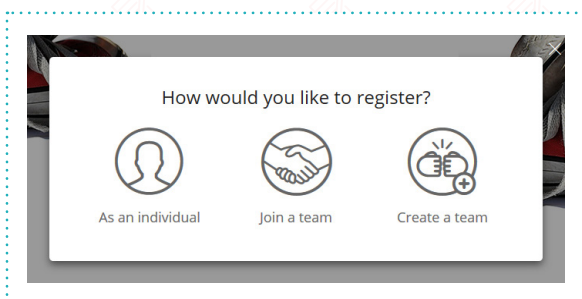 How would you like to register?
As an individual
Join a team
Create a team